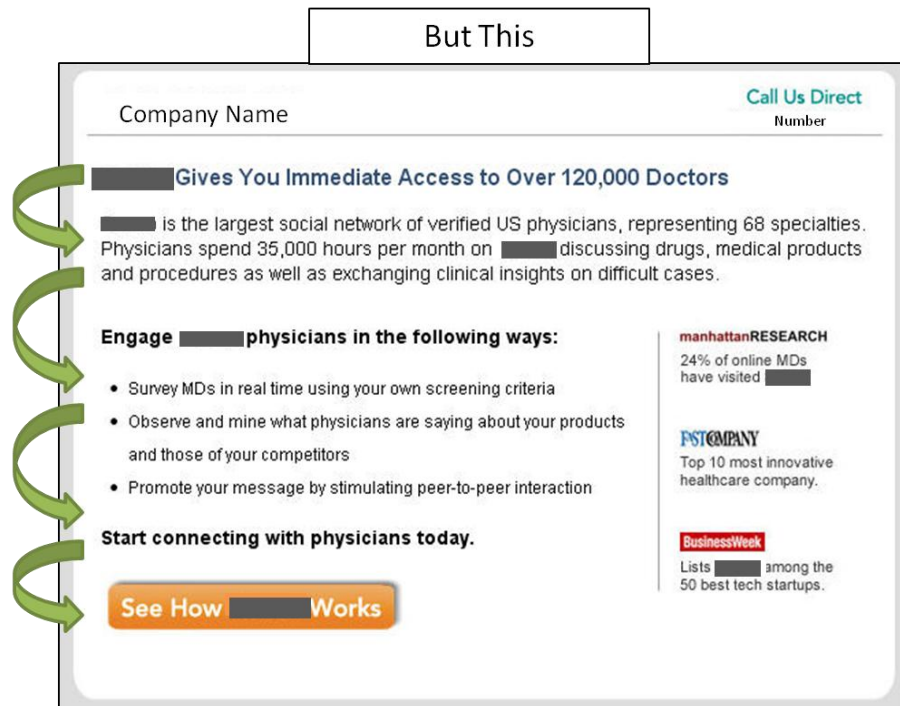 But This
Company Name
Call Us Direct
Number
Gives You Immediate Access to Over 120,000 Doctors
is the largest social network of verified US physicians, representing 68 specialties.
Physicians spend 35,000 hours per month on discussing drugs, medical products
and procedures as well as exchanging clinical insights on difficult cases.
Engage physicians in the following ways:
• Survey MDs in real time using your own screening criteria
• Observe and mine what physicians are saying about your products
and those of your competitors
• Promote your message by stimulating peer-to-peer interaction
Start connecting with physicians today.
See How Works
manhattanRESEARCH
24% of online MDs
have visited
FAST COMPANY
Top 10 most innovative
healthcare company.
BusinessWeek
Lists among the
50 best tech startups.